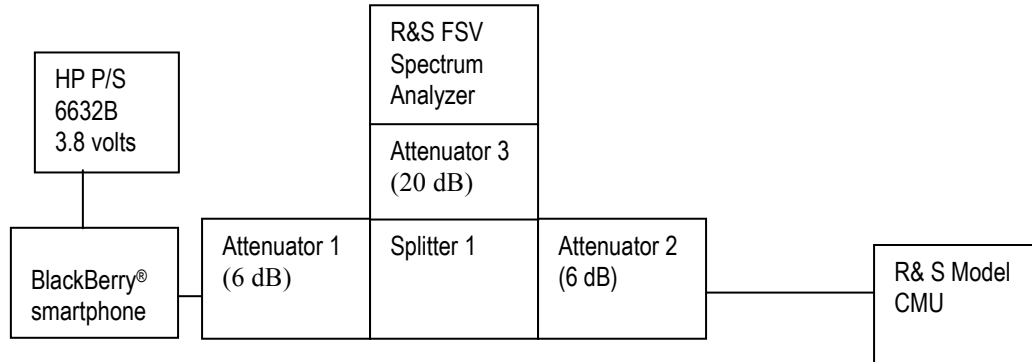 R&S FSV
Spectrum
Analyzer
HP P/S
6632B
3.8 volts
Attenuator 3
(20 dB)
BlackBerry®
smartphone
Attenuator 1
(6 dB)
Splitter 1
Attenuator 2
(6 dB)
R& S Model
CMU